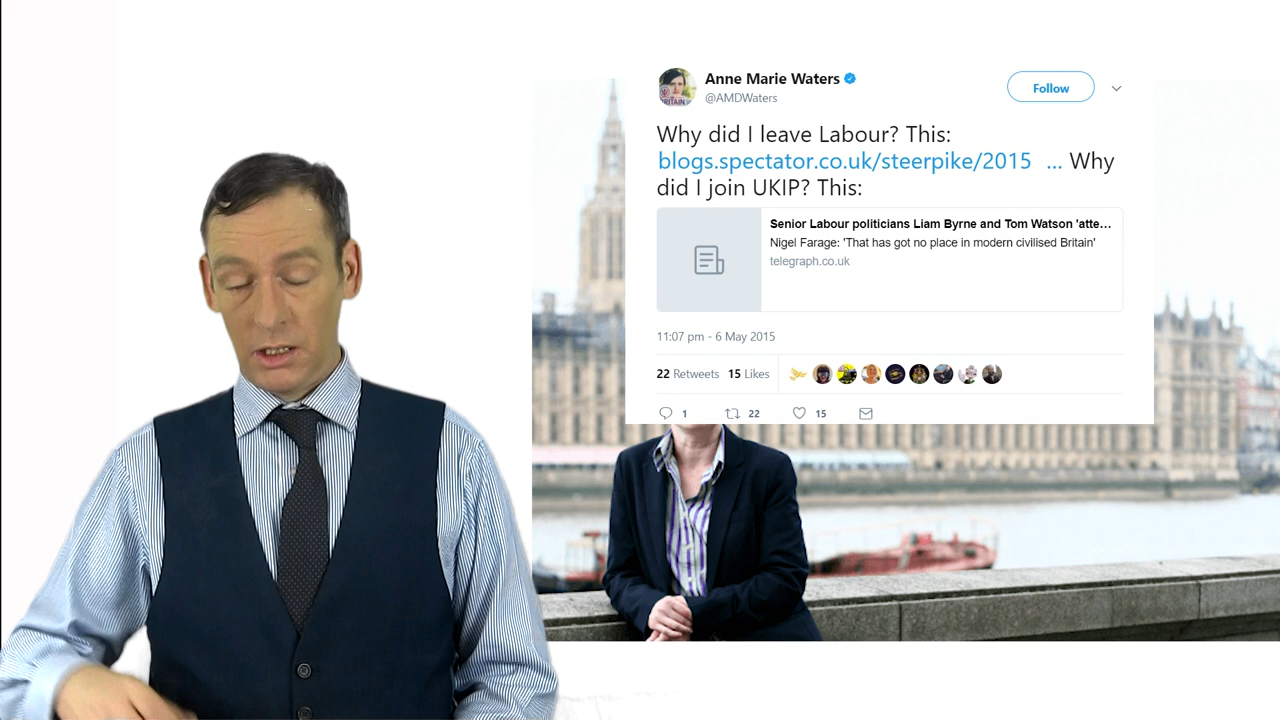 Anne Marie Waters
@AMDWaters
Follow
Why did I leave Labour? This:
blogs.spectator.co.uk/steerpike/2015 ... Why
did I join UKIP? This:
Senior Labour politicians Liam Byrne and Tom Watson 'atte...
Nigel Farage: 'That has got no place in modern civilised Britain'
telegraph.co.uk
11:07 pm - 6 May 2015
22 Retweets 15 Likes
1 22 15